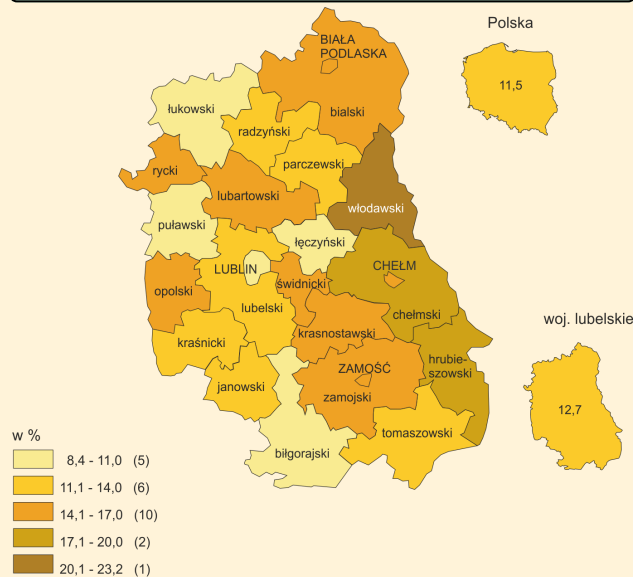 Polska
11,5
BIAŁA
PODLASKA
bialski
łukowski
radzyński
parczewski
rycki
lubartowski
włodawski
puławski
łęczyński
LUBLIN
CHEŁM
opolski
świdnicki
lubelski
chełmski
woj. lubelskie
12,7
kraśnicki
krasnostawski
hrubie-
szowski
janowski
ZAMOŚĆ
zamojski
tomaszowski
biłgorajski
w %
8,4 - 11,0 (5)
11,1 - 14,0 (6)
14,1 - 17,0 (10)
17,1 - 20,0 (2)
20,1 - 23,2 (1)